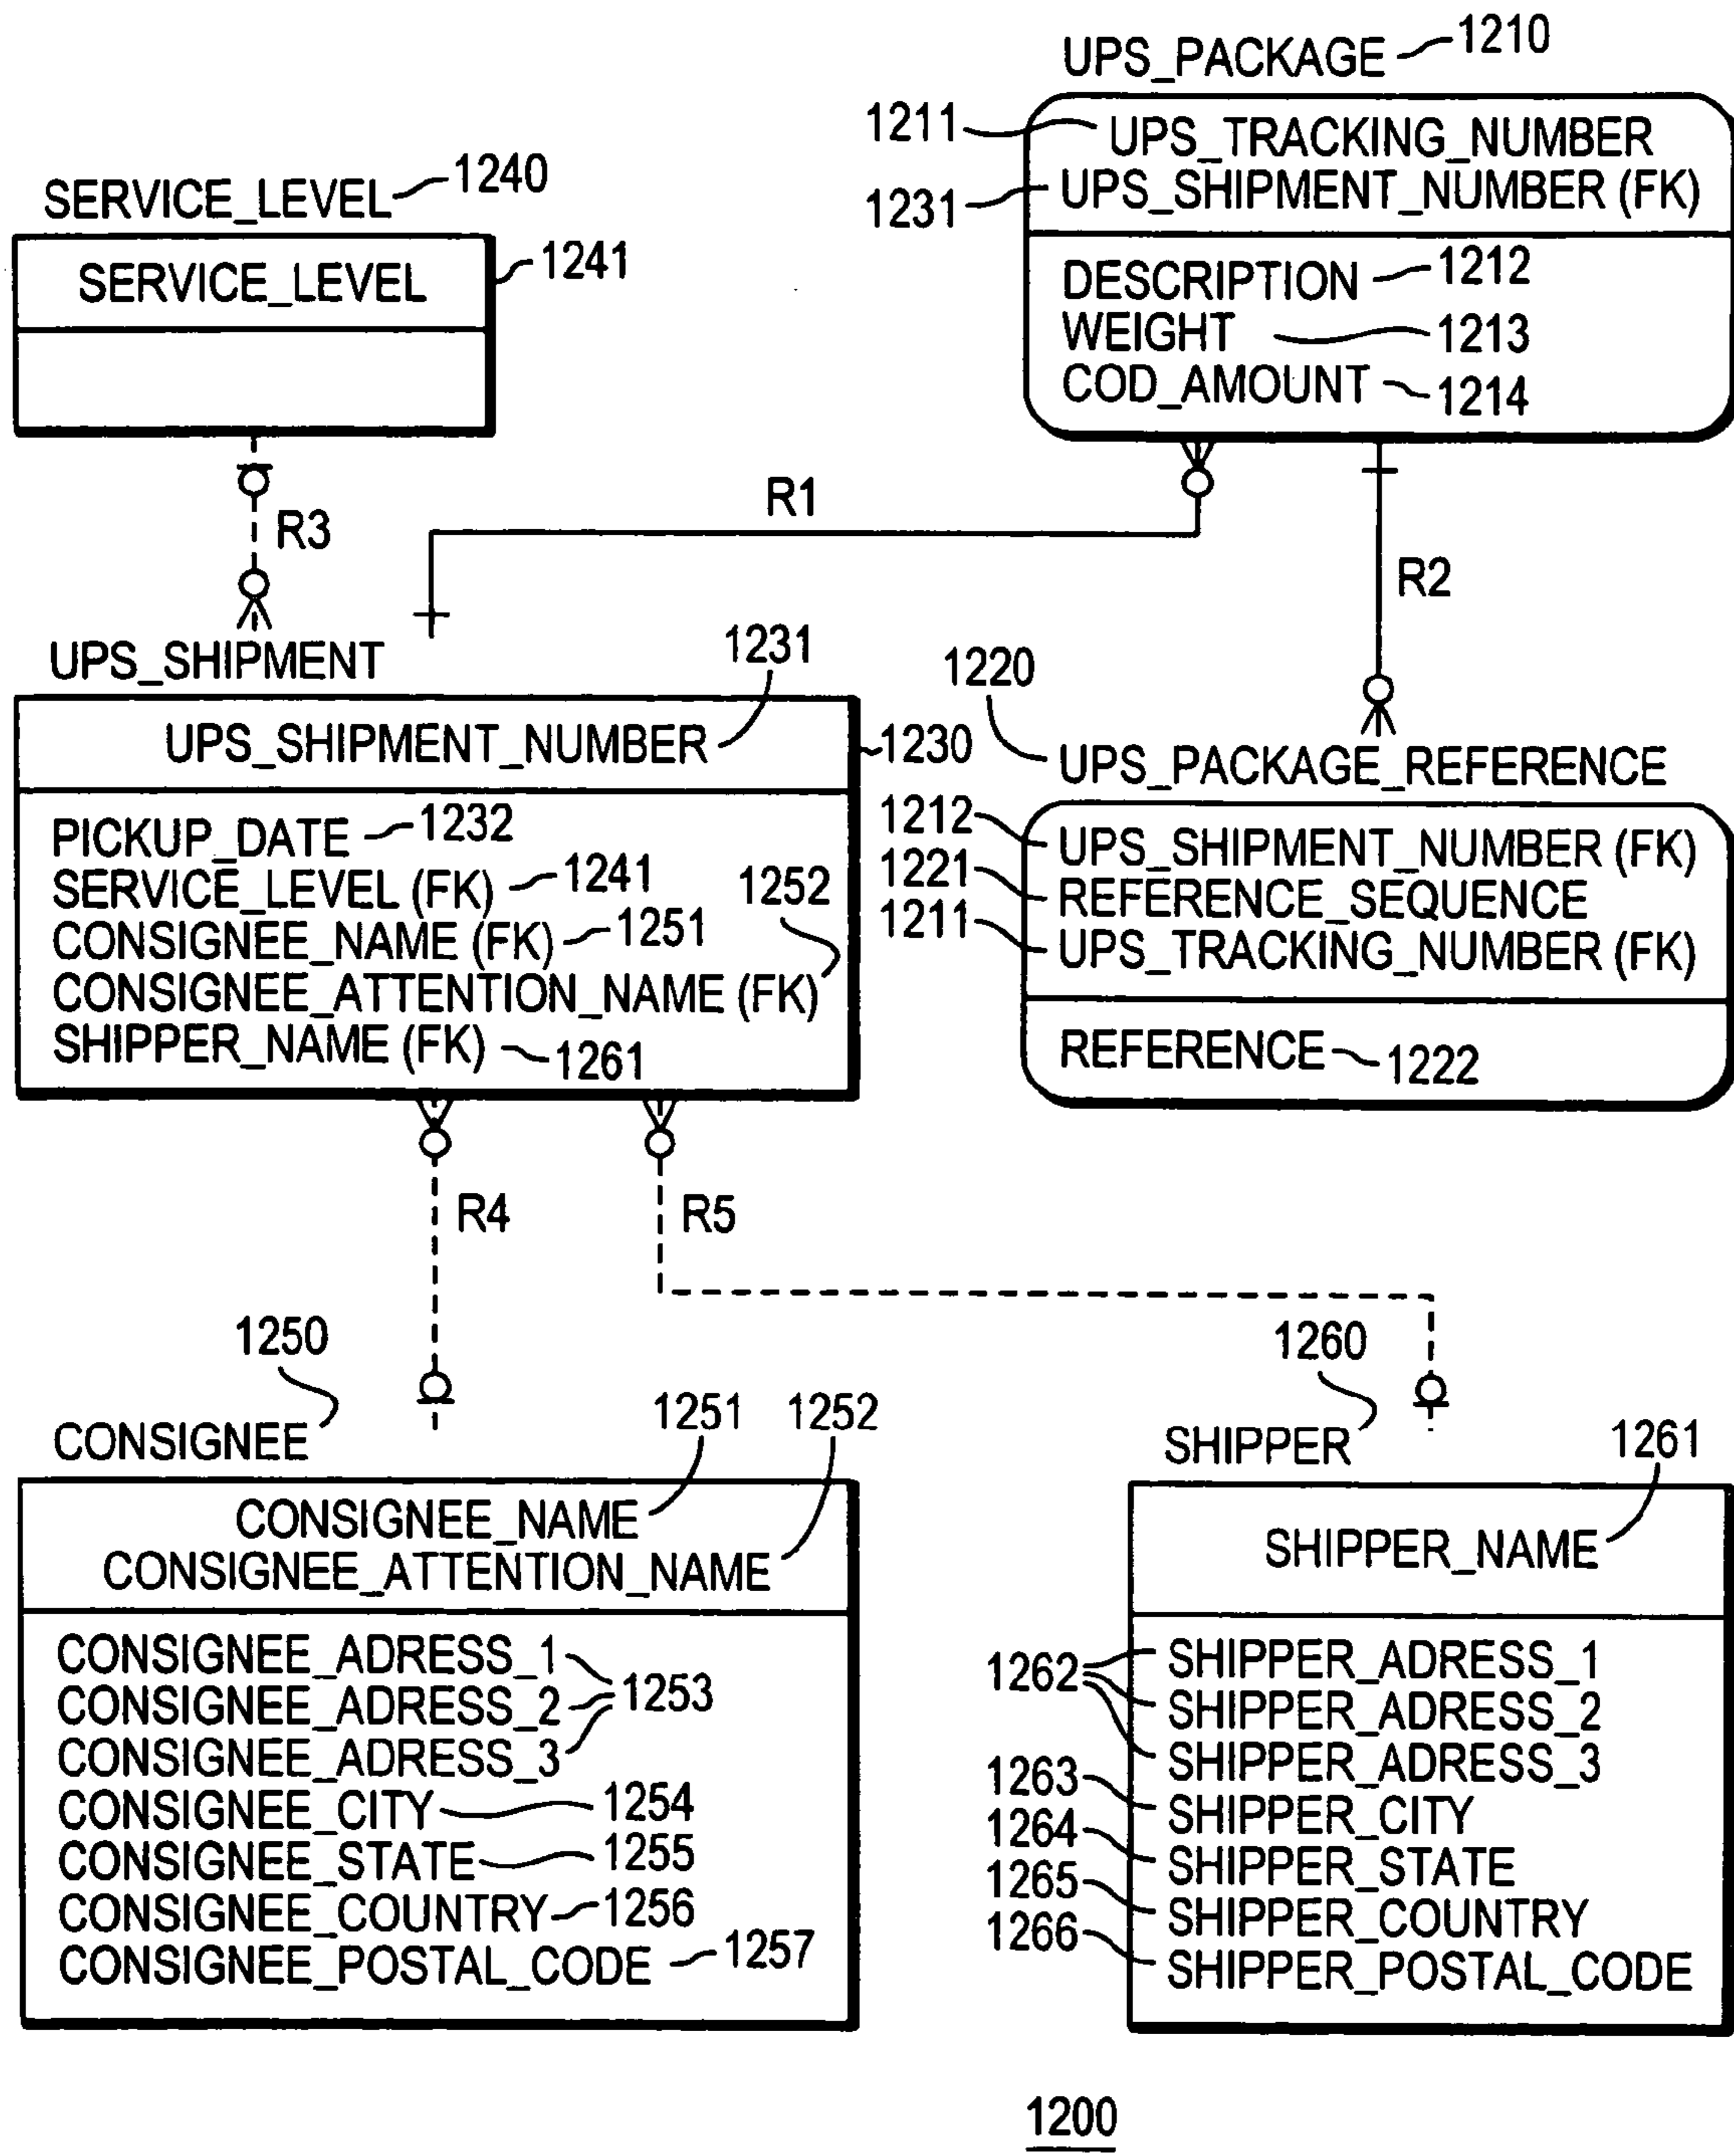 UPS_PACKAGE 1210
1211 UPS_TRACKING_NUMBER
1231 UPS_SHIPMENT_NUMBER (FK)
DESCRIPTION 1212
WEIGHT 1213
COD_AMOUNT 1214
SERVICE_LEVEL 1240
SERVICE_LEVEL 1241
R3
R1
R2
UPS_SHIPMENT
UPS_SHIPMENT_NUMBER 1231
1230
PICKUP_DATE 1232
SERVICE_LEVEL (FK) 1241
CONSIGNEE_NAME (FK) 1251
1252
CONSIGNEE_ATTENTION_NAME (FK)
SHIPPER_NAME (FK) 1261
1220
UPS_PACKAGE_REFERENCE
1212 UPS_SHIPMENT_NUMBER (FK)
1221 REFERENCE_SEQUENCE
1211 UPS_TRACKING_NUMBER (FK)
REFERENCE 1222
R4
R5
1250
CONSIGNEE
1251 1252
CONSIGNEE_NAME
CONSIGNEE_ATTENTION_NAME
CONSIGNEE_ADRESS_1
CONSIGNEE_ADRESS_2 1253
CONSIGNEE_ADRESS_3
CONSIGNEE_CITY 1254
CONSIGNEE_STATE 1255
CONSIGNEE_COUNTRY 1256
CONSIGNEE_POSTAL_CODE 1257
1260
SHIPPER
1261
SHIPPER_NAME
1262 SHIPPER_ADRESS_1
SHIPPER_ADRESS_2
SHIPPER_ADRESS_3
1263 SHIPPER_CITY
1264 SHIPPER_STATE
1265 SHIPPER_COUNTRY
1266 SHIPPER_POSTAL_CODE
1200